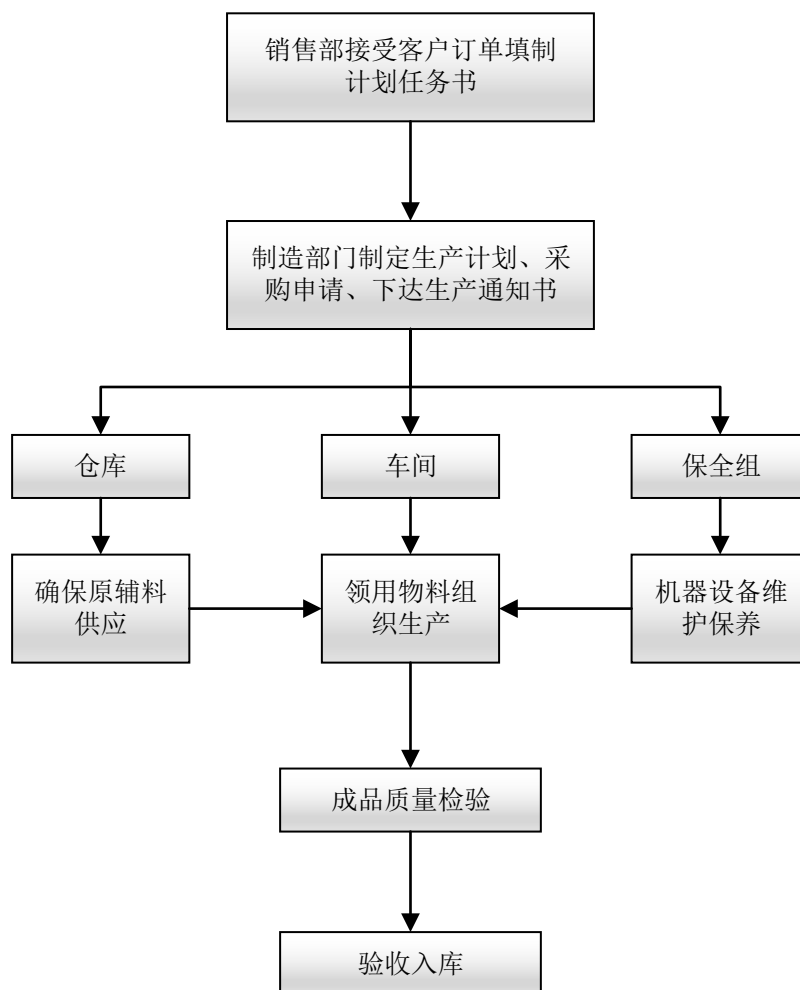 销售部接受客户订单填制
计划任务书
制造部门制定生产计划、采
购申请、下达生产通知书
仓库
车间
保全组
确保原辅料
供应
领用物料组
织生产
机器设备维
护保养
成品质量检验
验收入库